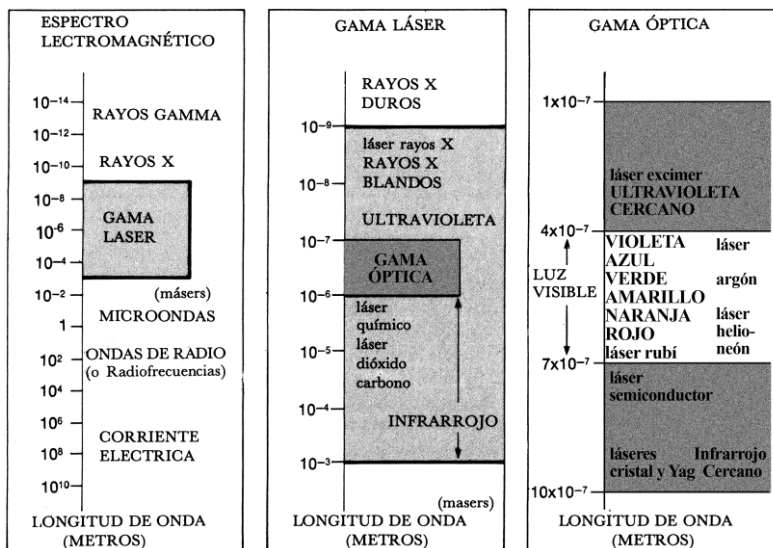 ESPECTRO
LECTROMAGNÉTICO
10⁻¹⁴
RAYOS GAMMA
10⁻¹²
10⁻¹⁰
RAYOS X
10⁻⁸
GAMA
LASER
10⁻⁶
10⁻⁴
10⁻²
(másers)
MICROONDAS
1
10²
ONDAS DE RADIO
(o Radiofrecuencias)
10⁴
10⁶
CORRIENTE
ELECTRICA
10⁸
10¹⁰
LONGITUD DE ONDA
(METROS)
GAMA LÁSER
RAYOS X
DUROS
10⁻⁹
láser rayos X
RAYOS X
BLANDOS
10⁻⁸
ULTRAVIOLETA
10⁻⁷
GAMA
ÓPTICA
10⁻⁶
láser
químico
láser
dióxido
carbono
10⁻⁵
10⁻⁴
INFRARROJO
10⁻³
(masers)
LONGITUD DE ONDA
(METROS)
GAMA ÓPTICA
1x10⁻⁷
láser excimer
ULTRAVIOLETA
CERCANO
4x10⁻⁷
LUZ
VISIBLE
VIOLETA láser
AZUL
VERDE argón
AMARILLO
NARANJA láser
ROJO helio-
láser rubí neón
7x10⁻⁷
láser
semiconductor
láseres Infrarrojo
cristal y Yag Cercano
10x10⁻⁷
LONGITUD DE ONDA
(METROS)